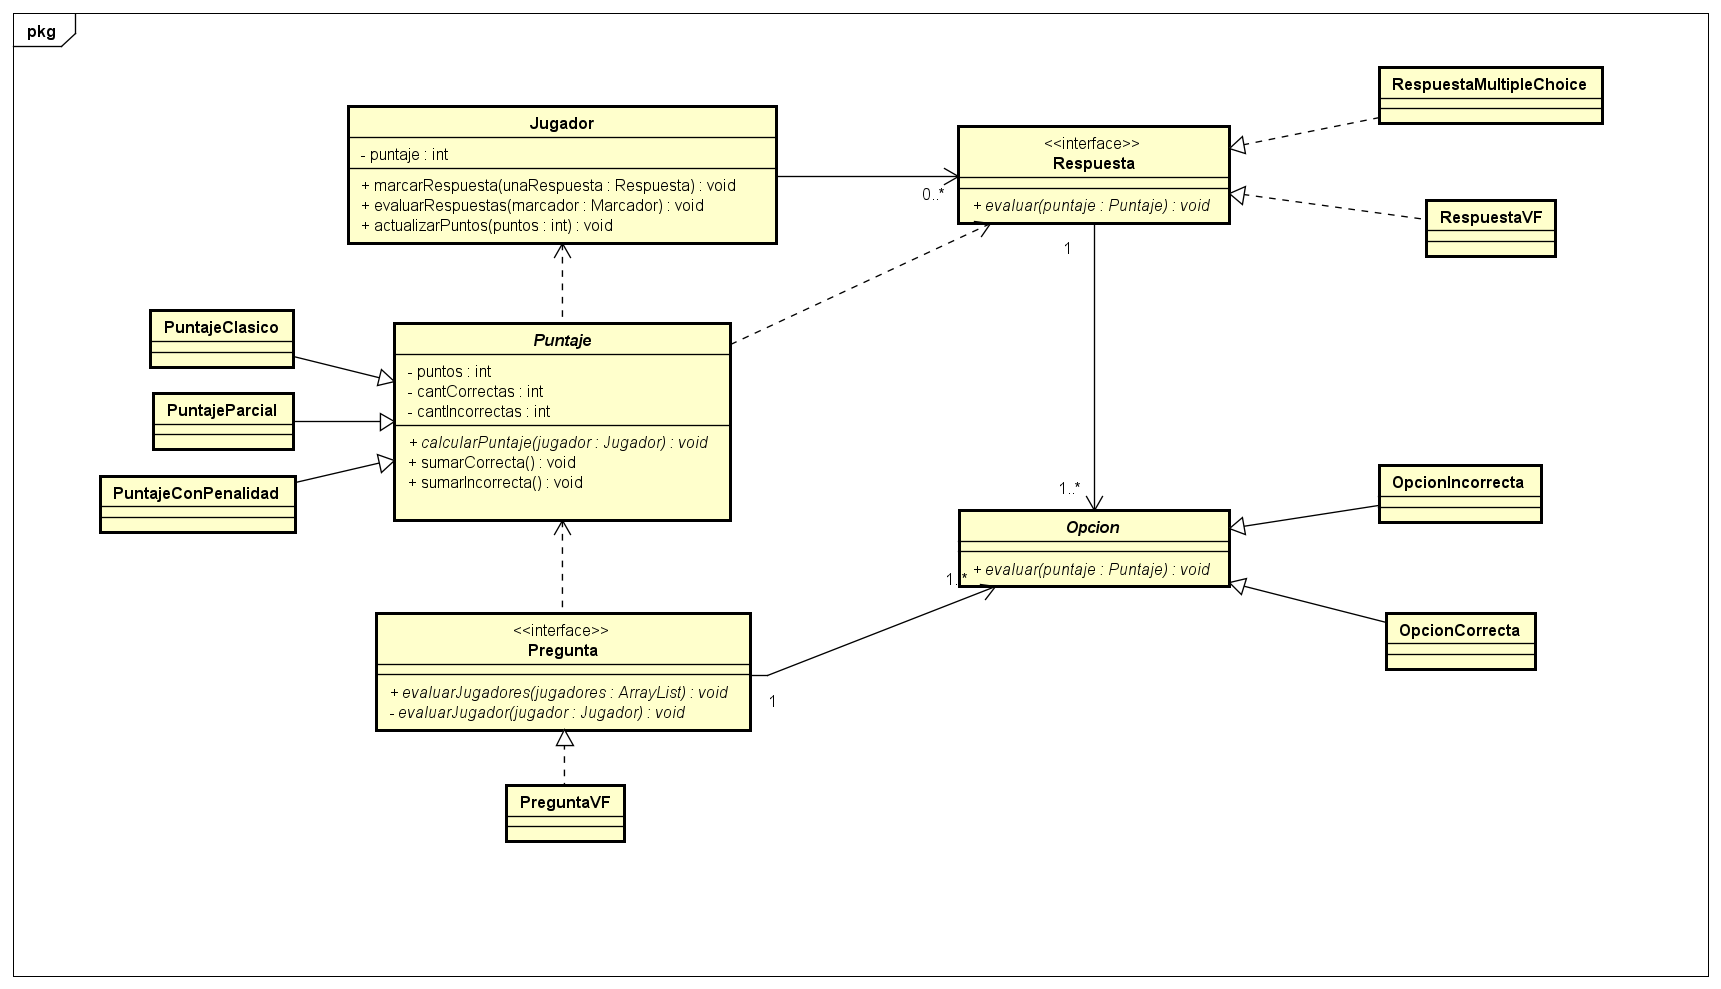 pkg
Jugador
- puntaje : int
+ marcarRespuesta(unaRespuesta : Respuesta) : void
+ evaluarRespuestas(marcador : Marcador) : void
+ actualizarPuntos(puntos : int) : void
0..*
<<interface>>
Respuesta
+ evaluar(puntaje : Puntaje) : void
RespuestaMultipleChoice
RespuestaVF
1
1..*
PuntajeClasico
PuntajeParcial
PuntajeConPenalidad
Puntaje
- puntos : int
- cantCorrectas : int
- cantIncorrectas : int
+ calcularPuntaje(jugador : Jugador) : void
+ sumarCorrecta() : void
+ sumarIncorrecta() : void
Opcion
+ evaluar(puntaje : Puntaje) : void
1..*
OpcionIncorrecta
OpcionCorrecta
<<interface>>
Pregunta
+ evaluarJugadores(jugadores : ArrayList) : void
- evaluarJugador(jugador : Jugador) : void
1
PreguntaVF